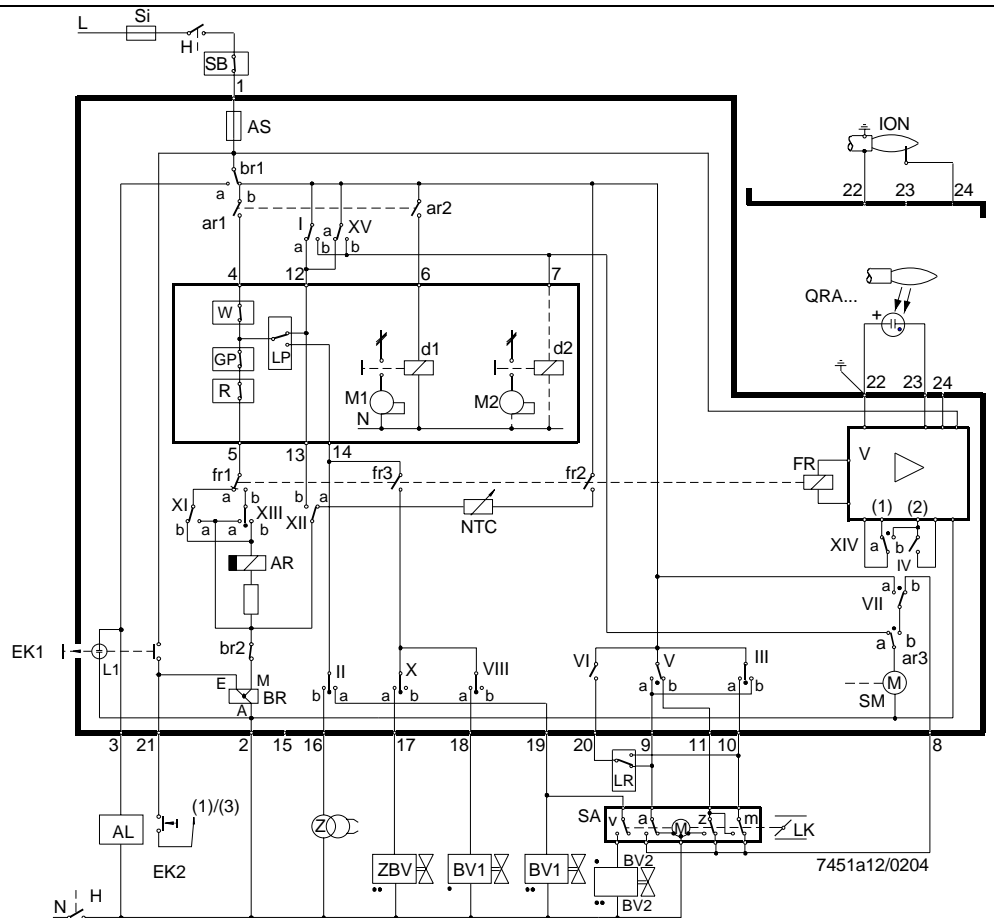 L Si
H
SB
1
AS
ION
br1
22 23 24
a b
ar1 ar2
I a XV
a b b
4 12 6 7
QRA...
W
+
GP LP d1 d2
R
M1 M2
N
22 23 24
V
5 13 14
fr1 fr3 fr2 FR
a b b a
XI XIII XII NTC
b a a b
(1) (2)
XIV a b IV
AR
a b
VII
EK1 L1 br2
a b
ar3
E M
BR
A
II X VIII VI V III
b a a b a b a b a b
M
SM
3 21 2 15 16 17 18 19 20 9 11 10 8
LR
(1)/(3)
AL
EK2
Z
SA v a M z m LK
7451a12/0204
ZBV BV1 BV1 BV2
BV2
N H